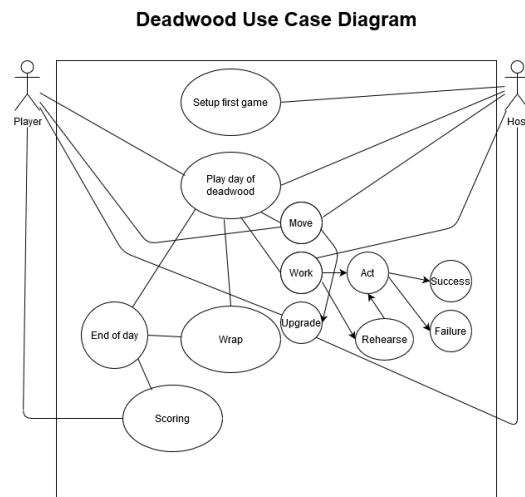 Deadwood Use Case Diagram
Setup first game
Player
Host
Play day of
deadwood
Move
Work
Act
Success
Upgrade
Failure
End of day
Wrap
Rehearse
Scoring